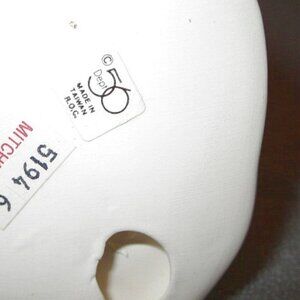 © Dept 56
MADE IN
TAIWAN
R.O.C.
MITCH
5194 6